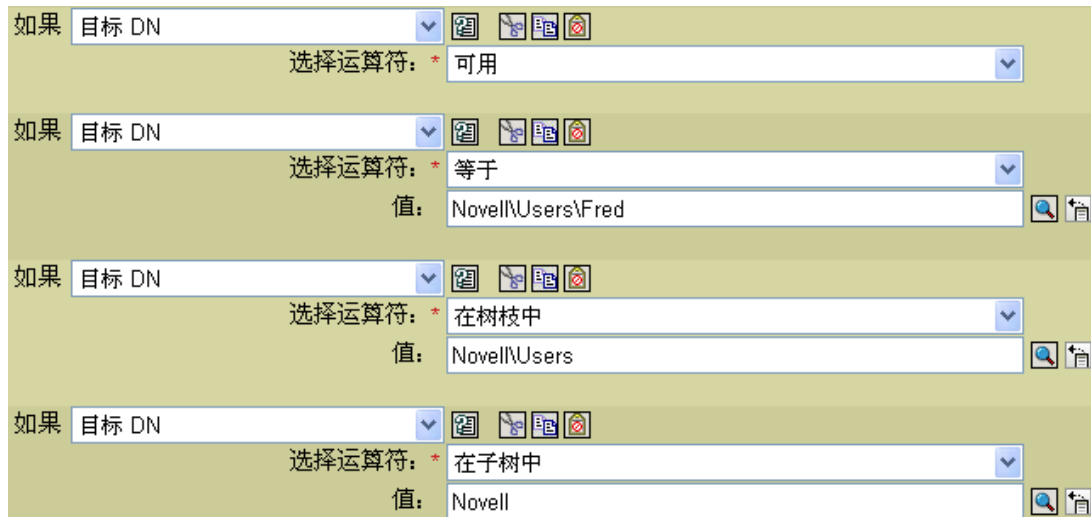 如果 目标 DN
选择运算符：* 可用
如果 目标 DN
选择运算符：* 等于
值： Novell\Users\Fred
如果 目标 DN
选择运算符：* 在树枝中
值： Novell\Users
如果 目标 DN
选择运算符：* 在子树中
值： Novell